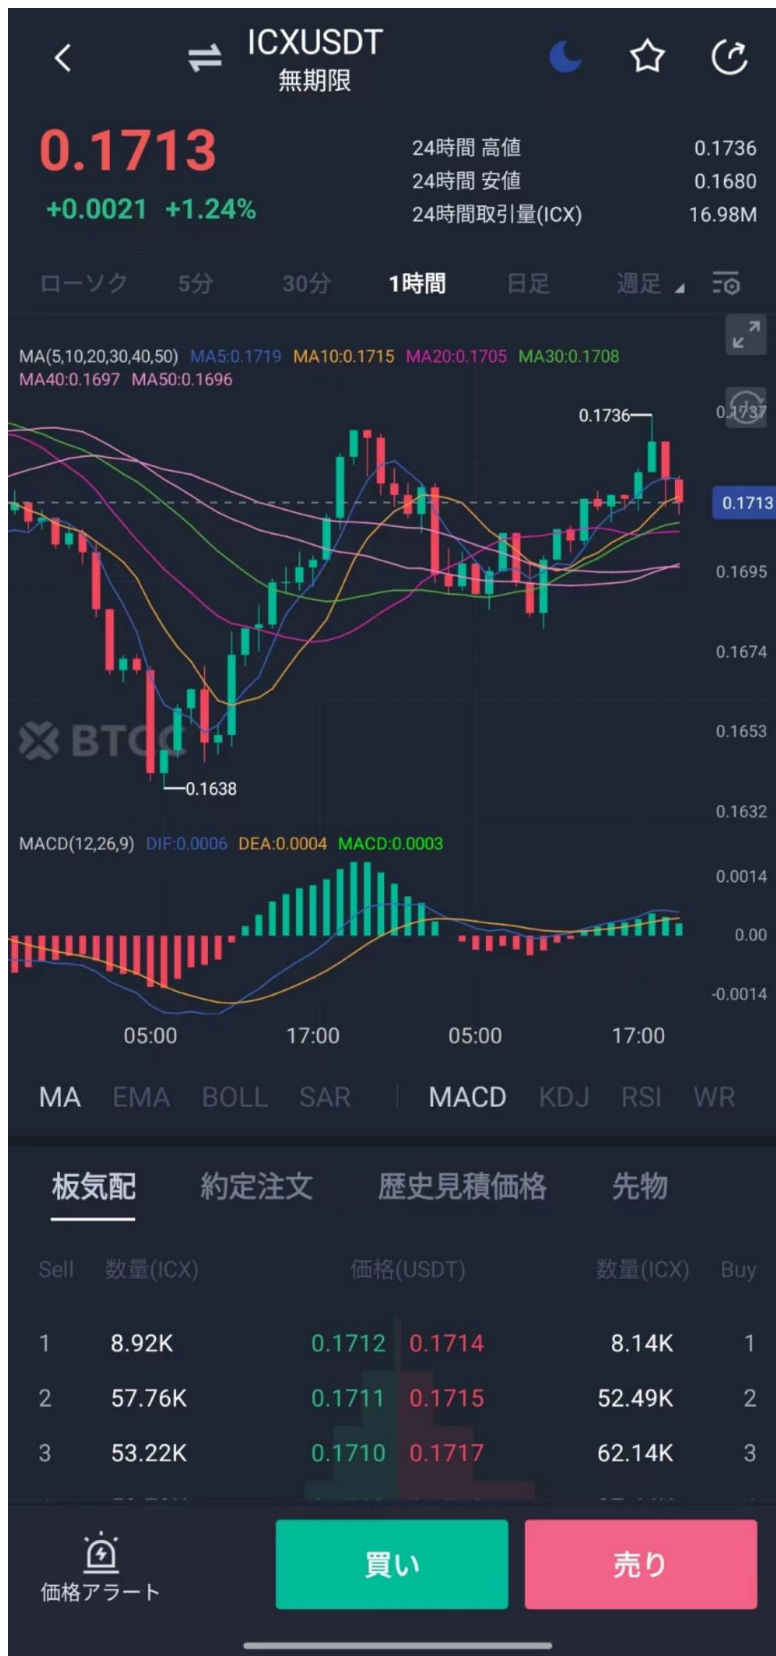 ICXUSDT
無期限
0.1713
+0.0021 +1.24%
24時間 高値 0.1736
24時間 安値 0.1680
24時間取引量(ICX) 16.98M
ローソク 5分 30分 1時間 日足 週足
MA(5,10,20,30,40,50) MA5:0.1719 MA10:0.1715 MA20:0.1705 MA30:0.1708
MA40:0.1697 MA50:0.1696
0.1736
0.1737
0.1713
0.1695
0.1674
BTCC
0.1653
0.1638
0.1632
MACD(12,26,9) DIF:0.0006 DEA:0.0004 MACD:0.0003
0.0014
0.00
-0.0014
05:00 17:00 05:00 17:00
MA EMA BOLL SAR MACD KDJ RSI WR
板気配 約定注文 歴史見積価格 先物
Sell 数量(ICX) 価格(USDT) 数量(ICX) Buy
1 8.92K 0.1712 0.1714 8.14K 1
2 57.76K 0.1711 0.1715 52.49K 2
3 53.22K 0.1710 0.1717 62.14K 3
価格アラート
買い
売り